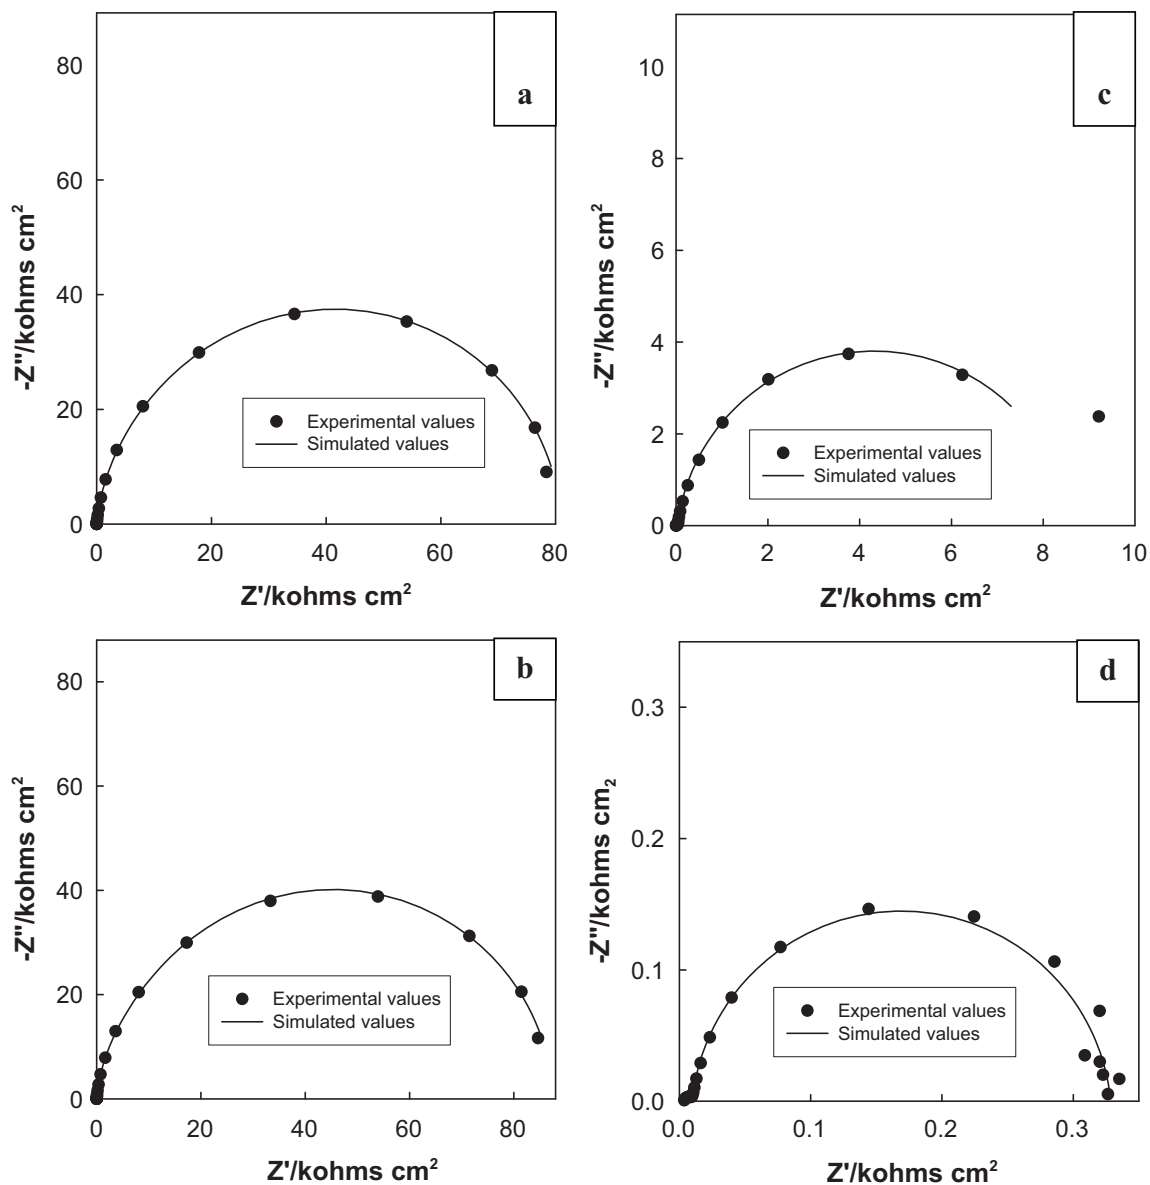 a
80
60
40
20
0
-Z''/kohms cm²
Experimental values
Simulated values
0 20 40 60 80
Z'/kohms cm²
c
10
8
6
4
2
0
-Z''/kohms cm²
Experimental values
Simulated values
0 2 4 6 8 10
Z'/kohms cm²
b
80
60
40
20
0
-Z''/kohms cm²
Experimental values
Simulated values
0 20 40 60 80
Z'/kohms cm²
d
0.3
0.2
0.1
0.0
-Z''/kohms cm₂
Experimental values
Simulated values
0.0 0.1 0.2 0.3
Z'/kohms cm²